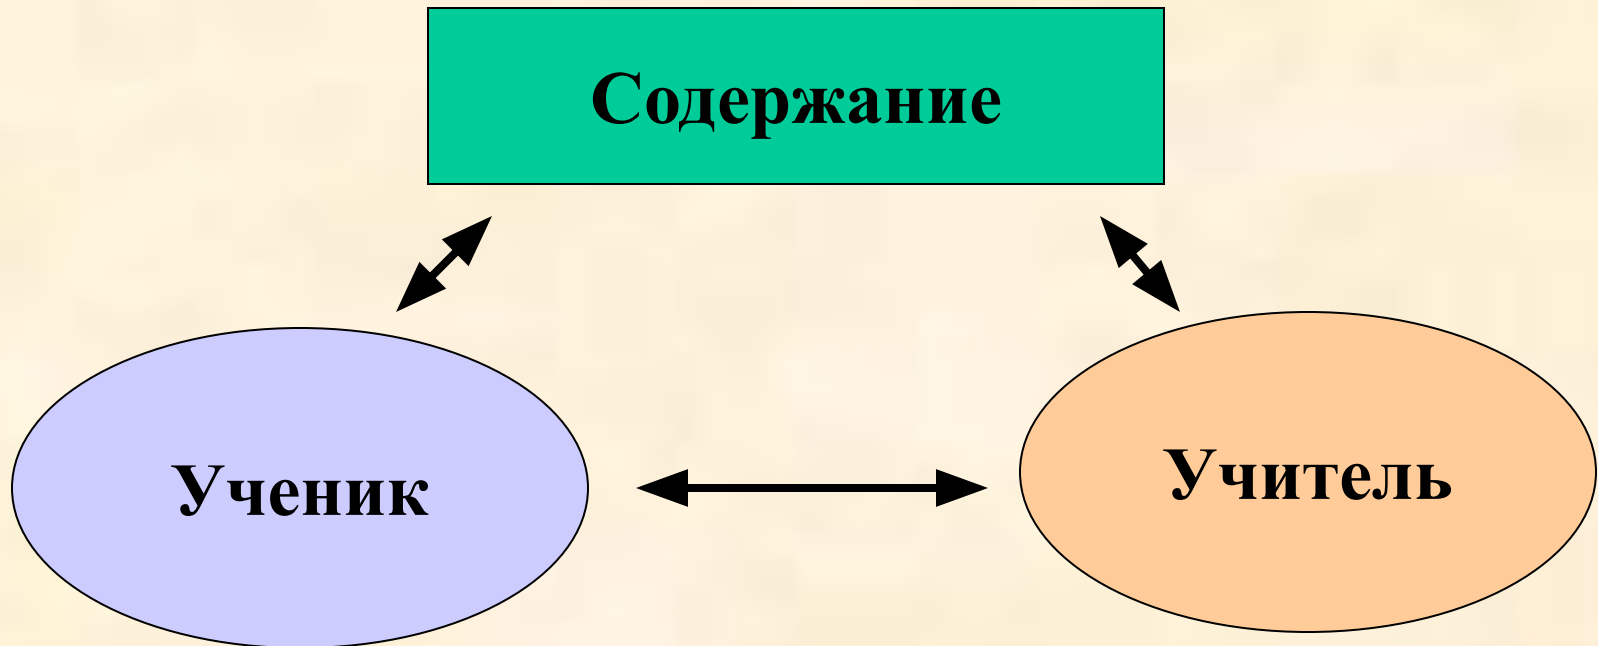 Содержание
Ученик
Учитель